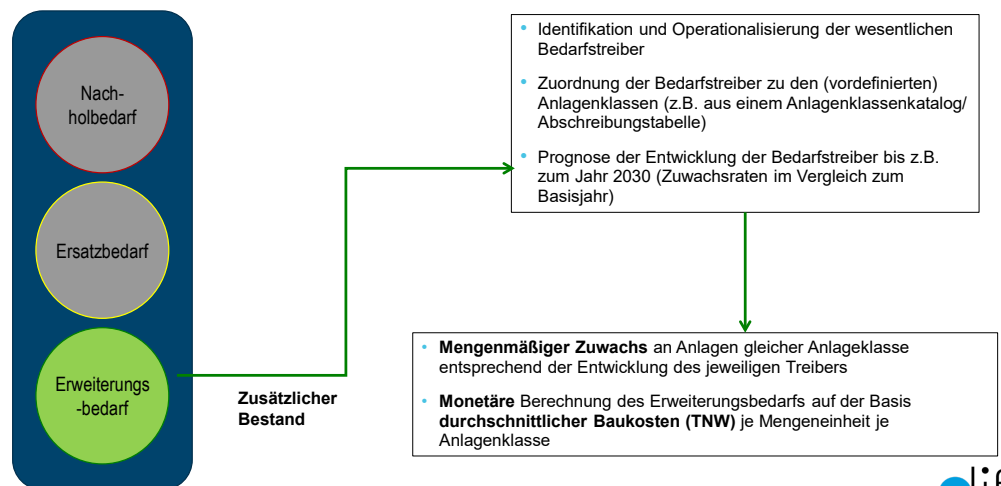 Nach-
holbedarf
Ersatzbedarf
Erweiterungs
-bedarf
Zusätzlicher
Bestand
• Identifikation und Operationalisierung der wesentlichen
Bedarfstreiber
• Zuordnung der Bedarfstreiber zu den (vordefinierten)
Anlagenklassen (z.B. aus einem Anlagenklassenkatalog/
Abschreibungstabelle)
• Prognose der Entwicklung der Bedarfstreiber bis z.B.
zum Jahr 2030 (Zuwachsraten im Vergleich zum
Basisjahr)
• Mengenmäßiger Zuwachs an Anlagen gleicher Anlageklasse
entsprechend der Entwicklung des jeweiligen Treibers
• Monetäre Berechnung des Erweiterungsbedarfs auf der Basis
durchschnittlicher Baukosten (TNW) je Mengeneinheit je
Anlagenklasse